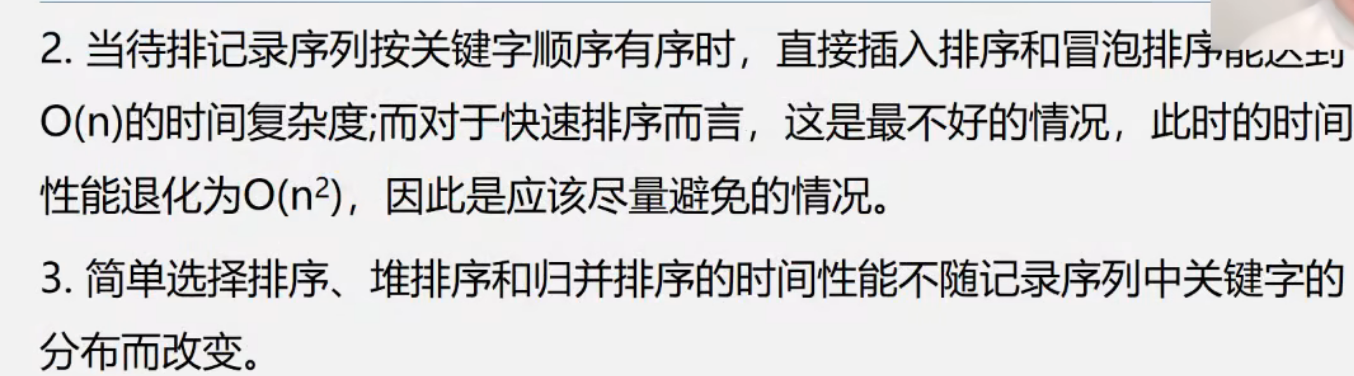 2. 当待排记录序列按关键字顺序有序时，直接插入排序和冒泡排序能达到
O(n)的时间复杂度;而对于快速排序而言，这是最不好的情况，此时的时间
性能退化为O(n²)，因此是应该尽量避免的情况。
3. 简单选择排序、堆排序和归并排序的时间性能不随记录序列中关键字的
分布而改变。